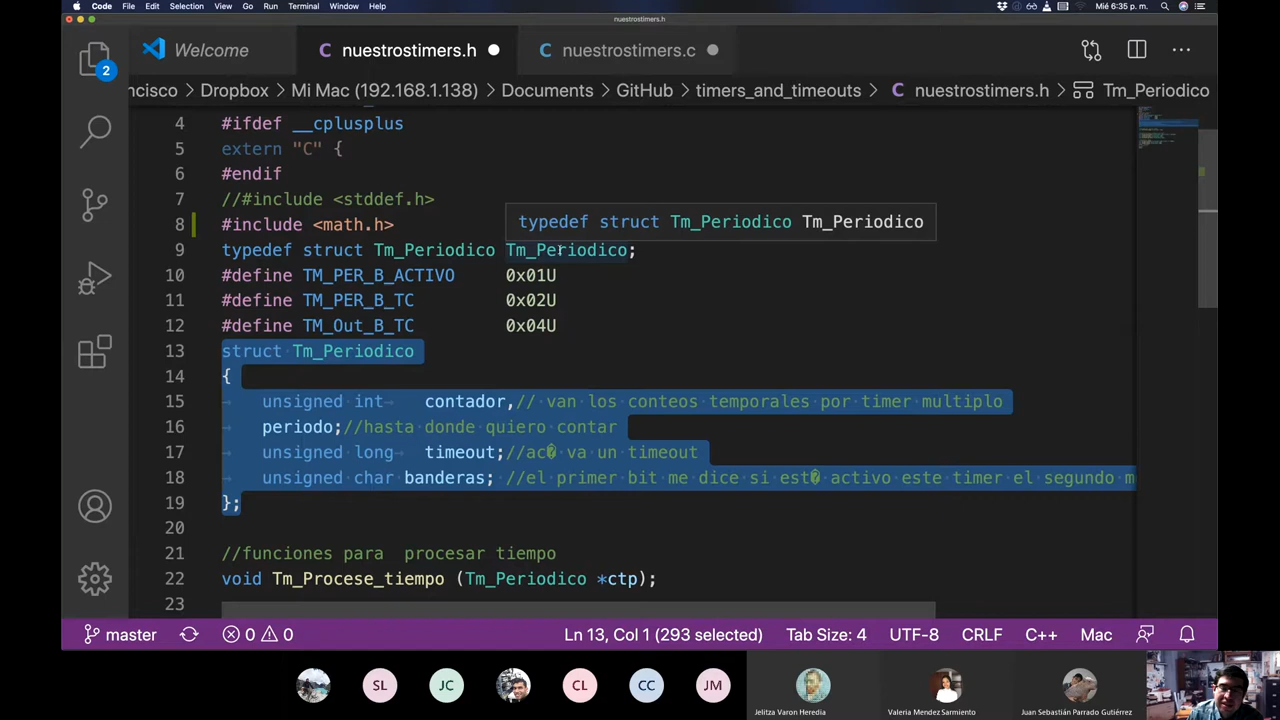 Code File Edit Selection View Go Run Terminal Window Help Mié 6:35 p. m.
nuestrostimers.h
Welcome nuestrostimers.h nuestrostimers.c
ncisco > Dropbox > Mi Mac (192.168.1.138) > Documents > GitHub > timers_and_timeouts > C nuestrostimers.h > Tm_Periodico
2
4 #ifdef __cplusplus
5 extern "C" {
6 #endif
7 //#include <stddef.h>
8 #include <math.h>
typedef struct Tm_Periodico Tm_Periodico
9 typedef struct Tm_Periodico Tm_Periodico;
10 #define TM_PER_B_ACTIVO 0x01U
11 #define TM_PER_B_TC 0x02U
12 #define TM_Out_B_TC 0x04U
13 struct Tm_Periodico
14 {
15 unsigned int contador,// van los conteos temporales por timer multiplo
16 periodo;//hasta donde quiero contar
17 unsigned long timeout;//ac� va un timeout
18 unsigned char banderas; //el primer bit me dice si est� activo este timer el segundo m
19 };
20
21 //funciones para procesar tiempo
22 void Tm_Procese_tiempo (Tm_Periodico *ctp);
23
master 0 0 Ln 13, Col 1 (293 selected) Tab Size: 4 UTF-8 CRLF C++ Mac
SL JC CL CC JM
Jelitza Varon Heredia Valeria Mendez Sarmiento Juan Sebastián Parrado Gutiérrez